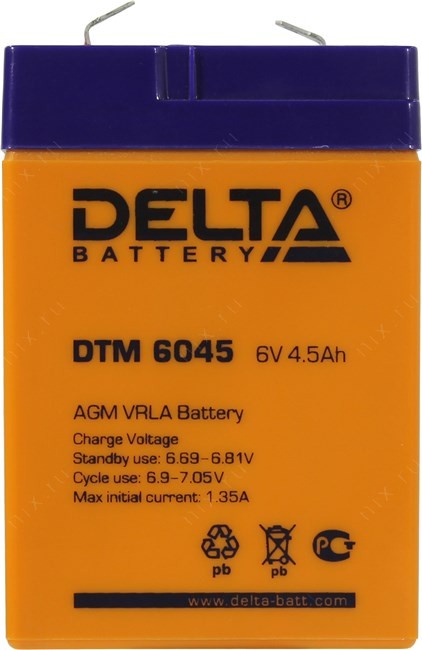 DELTA®
BATTERY
DTM 6045 6V 4.5Ah
AGM VRLA Battery
Charge Voltage
Standby use: 6.69-6.81V
Cycle use: 6.9-7.05V
Max initial current: 1.35A
pb pb
www.delta-batt.com